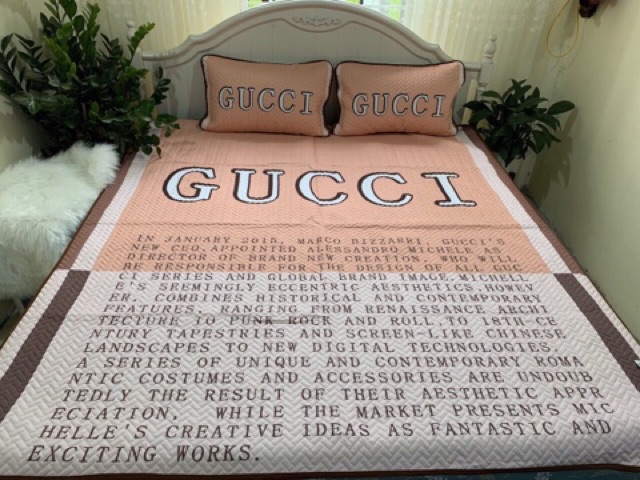 GUCCI GUCCI
GUCCI
IN JANUARY 2015, MARCO BIZZARRI, GUCCI'S
NEW CEO, APPOINTED ALESSANDRO MICHELE AS
DIRECTOR OF BRAND NEW CREATION, WHO WILL
BE RESPONSIBLE FOR THE DESIGN OF ALL GUC
CI SERIES AND GLOBAL BRAND IMAGE. MICHELL
E'S SEEMINGLY ECCENTRIC AESTHETICS, HOWEV
ER, COMBINES HISTORICAL AND CONTEMPORARY
FEATURES, RANGING FROM RENAISSANCE ARCHI
TECTURE TO PUNK ROCK AND ROLL, TO 18TH-CE
NTURY TAPESTRIES AND SCREEN-LIKE CHINESE
LANDSCAPES TO NEW DIGITAL TECHNOLOGIES
A SERIES OF UNIQUE AND CONTEMPORARY ROMA
NTIC COSTUMES AND ACCESSORIES ARE UNDOUB
TEDLY THE RESULT OF THEIR AESTHETIC APPR
ECIATION, WHILE THE MARKET PRESENTS MIC
HELLE'S CREATIVE IDEAS AS FANTASTIC AND
EXCITING WORKS.